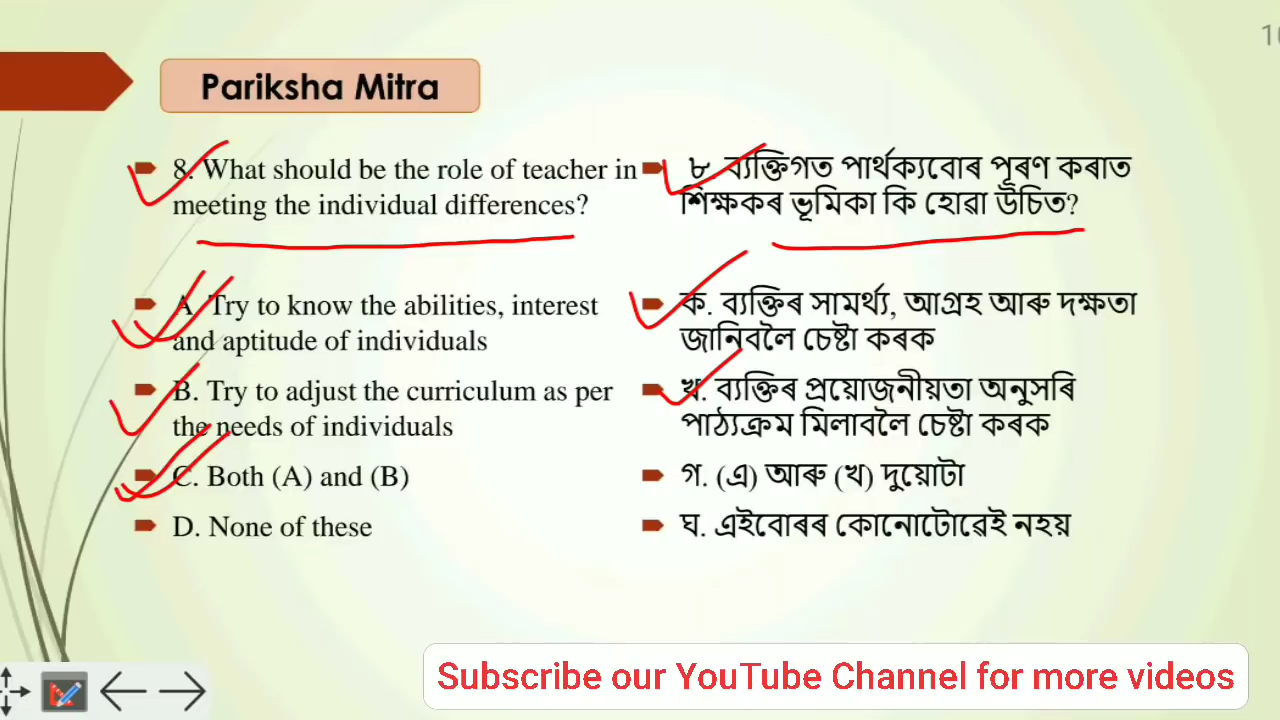 10
Pariksha Mitra
8. What should be the role of teacher in
meeting the individual differences?
A. Try to know the abilities, interest
and aptitude of individuals
B. Try to adjust the curriculum as per
the needs of individuals
C. Both (A) and (B)
D. None of these
৮. ব্যক্তিগত পাৰ্থক্যবোৰ পূৰণ কৰাত
শিক্ষকৰ ভূমিকা কি হোৱা উচিত?
ক. ব্যক্তিৰ সামৰ্থ্য, আগ্ৰহ আৰু দক্ষতা
জানিবলৈ চেষ্টা কৰক
খ. ব্যক্তিৰ প্ৰয়োজনীয়তা অনুসৰি
পাঠ্যক্ৰম মিলাবলৈ চেষ্টা কৰক
গ. (এ) আৰু (খ) দুয়োটা
ঘ. এইবোৰৰ কোনোটোৱেই নহয়
Subscribe our YouTube Channel for more videos